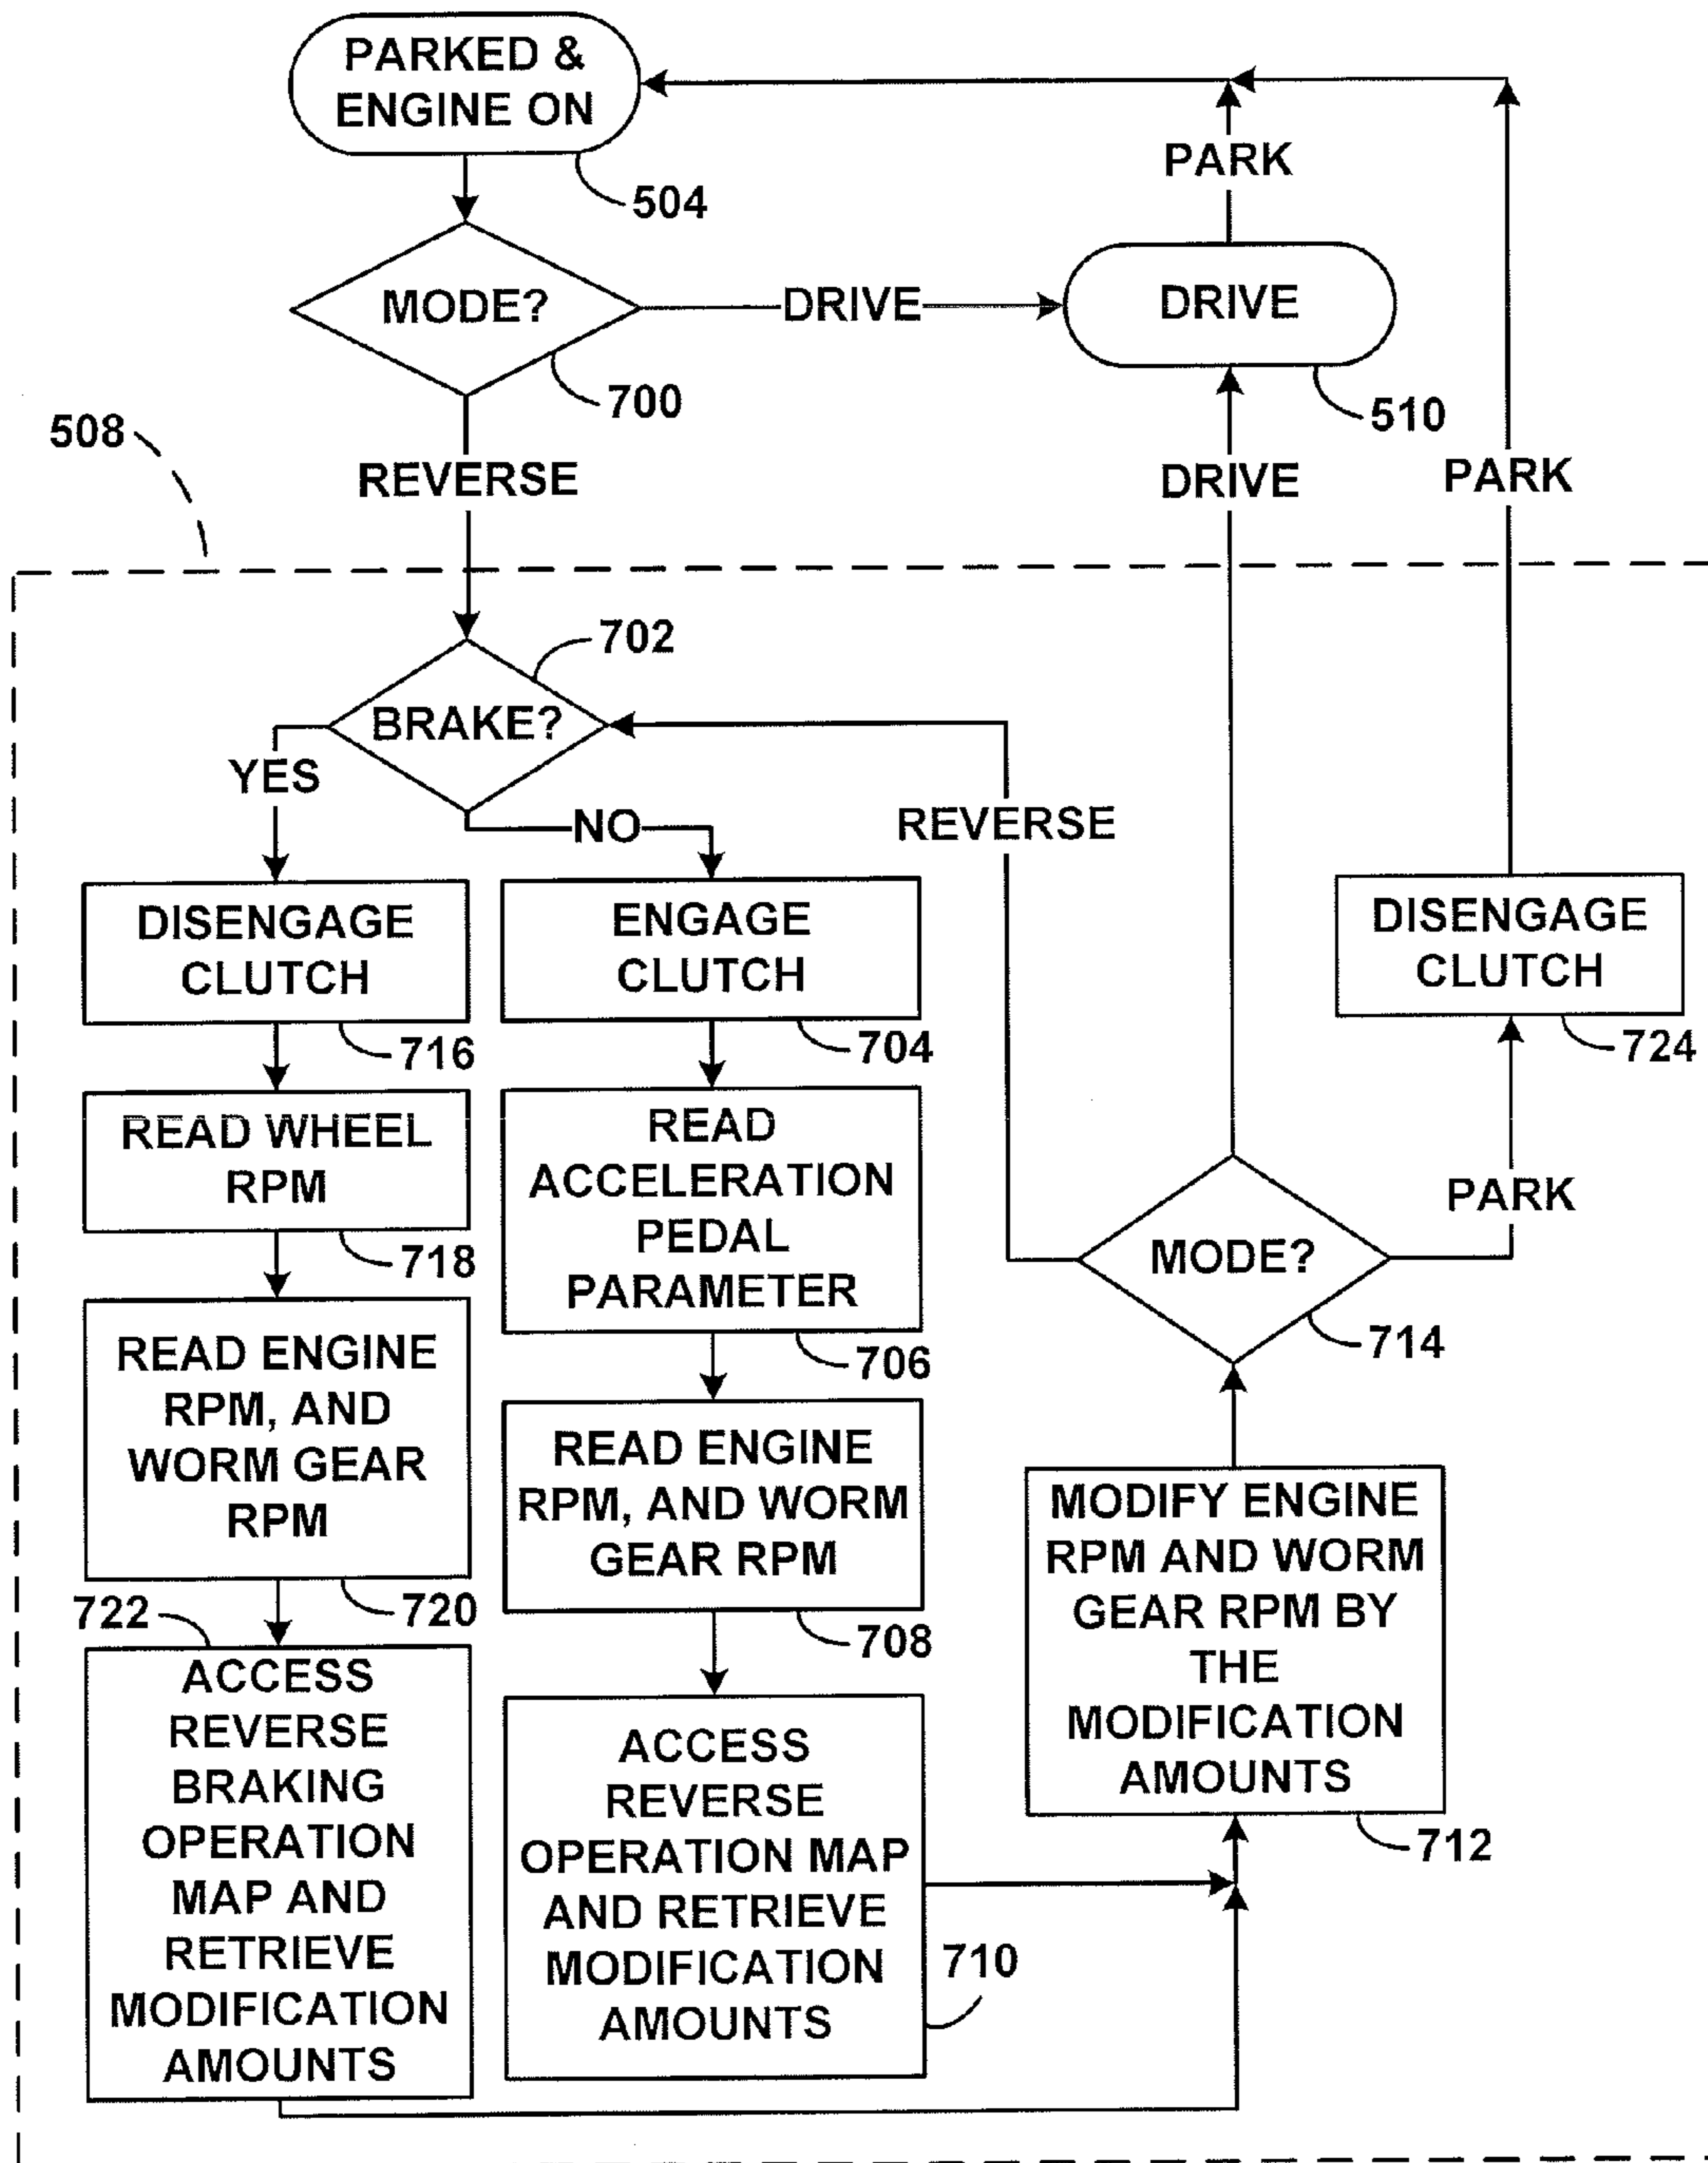 PARKED &
ENGINE ON
504
PARK
MODE?
DRIVE
DRIVE
700
510
508
REVERSE
DRIVE
PARK
702
BRAKE?
YES
NO
REVERSE
DISENGAGE
CLUTCH
716
ENGAGE
CLUTCH
704
DISENGAGE
CLUTCH
724
READ WHEEL
RPM
718
READ
ACCELERATION
PEDAL
PARAMETER
706
PARK
MODE?
714
READ ENGINE
RPM, AND
WORM GEAR
RPM
720
READ ENGINE
RPM, AND WORM
GEAR RPM
708
MODIFY ENGINE
RPM AND WORM
GEAR RPM BY
THE
MODIFICATION
AMOUNTS
712
722
ACCESS
REVERSE
BRAKING
OPERATION
MAP AND
RETRIEVE
MODIFICATION
AMOUNTS
ACCESS
REVERSE
OPERATION MAP
AND RETRIEVE
MODIFICATION
AMOUNTS
710